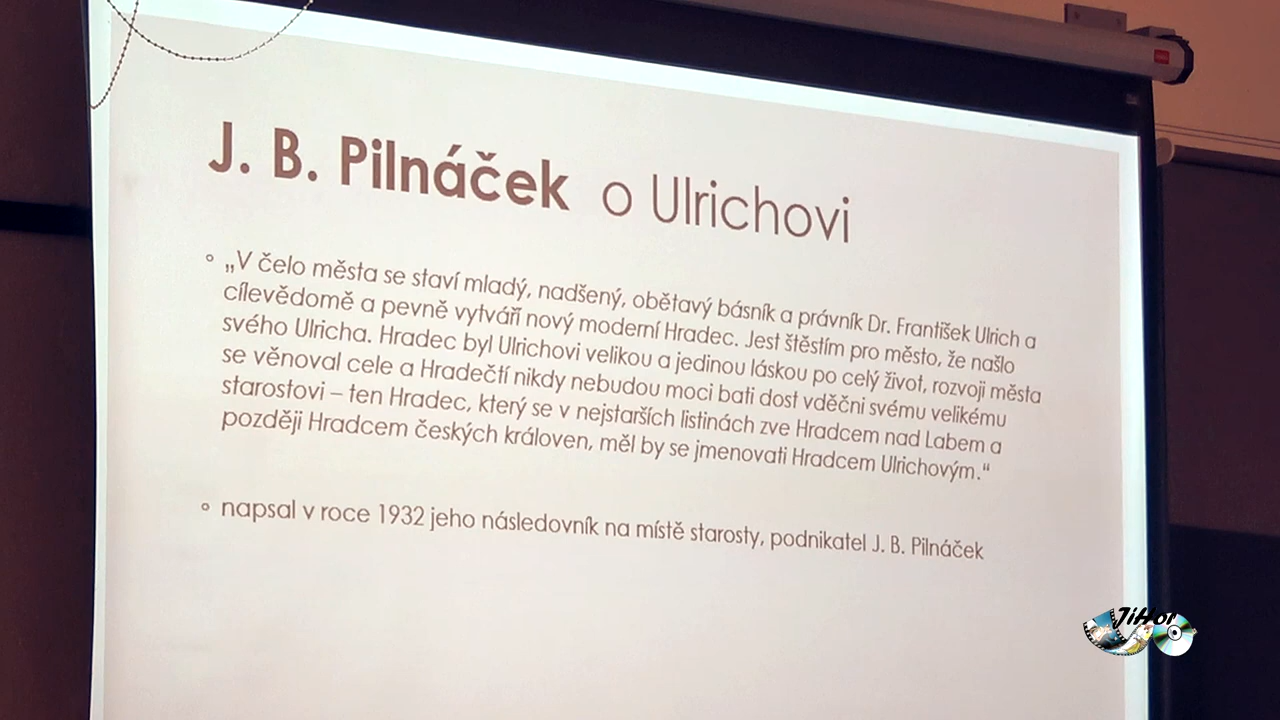 J. B. Pilnáček o Ulrichovi
„V čelo města se staví mladý, nadšený, obětavý básník a právník Dr. František Ulrich a
cílevědomě a pevně vytváří nový moderní Hradec. Jest štěstím pro město, že našlo
svého Ulricha. Hradec byl Ulrichovi velikou a jedinou láskou po celý život, rozvoji města
se věnoval cele a Hradečtí nikdy nebudou moci bati dost vděčni svému velikému
starostovi – ten Hradec, který se v nejstarších listinách zve Hradcem nad Labem a
později Hradcem českých královen, měl by se jmenovati Hradcem Ulrichovým."
napsal v roce 1932 jeho následovník na místě starosty, podnikatel J. B. Pilnáček
JiHor